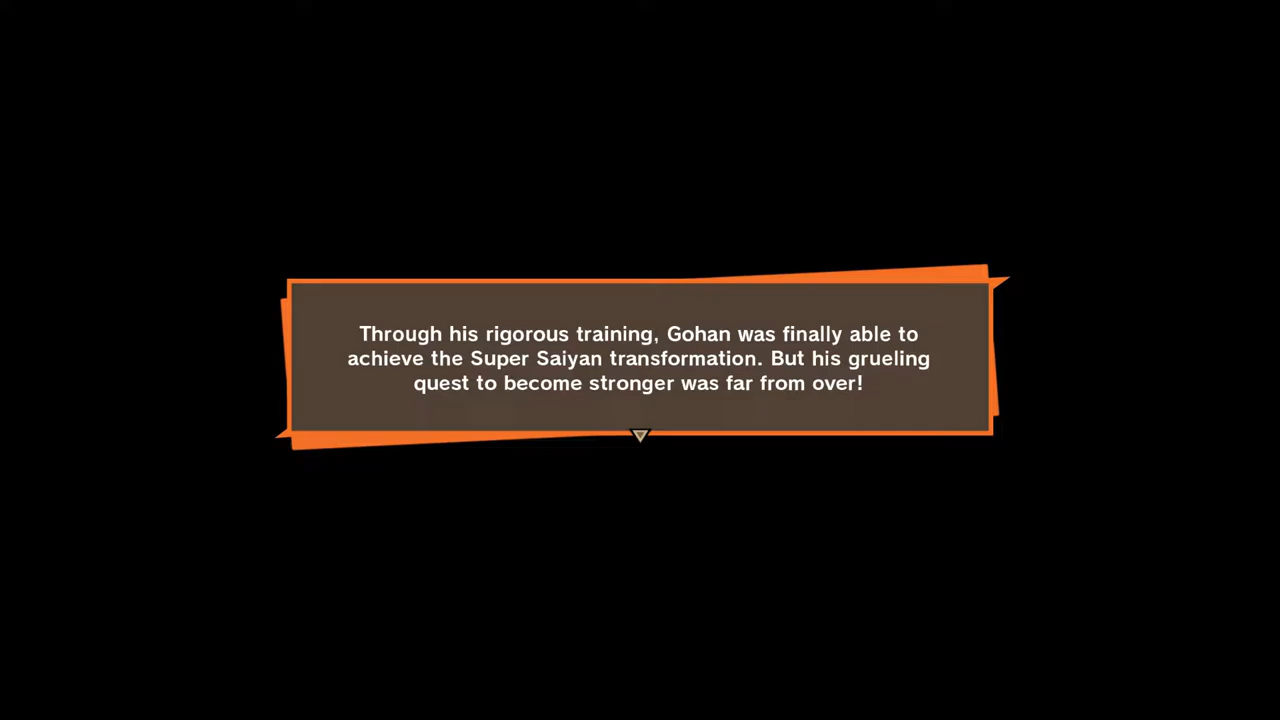 Through his rigorous training, Gohan was finally able to
achieve the Super Saiyan transformation. But his grueling
quest to become stronger was far from over!